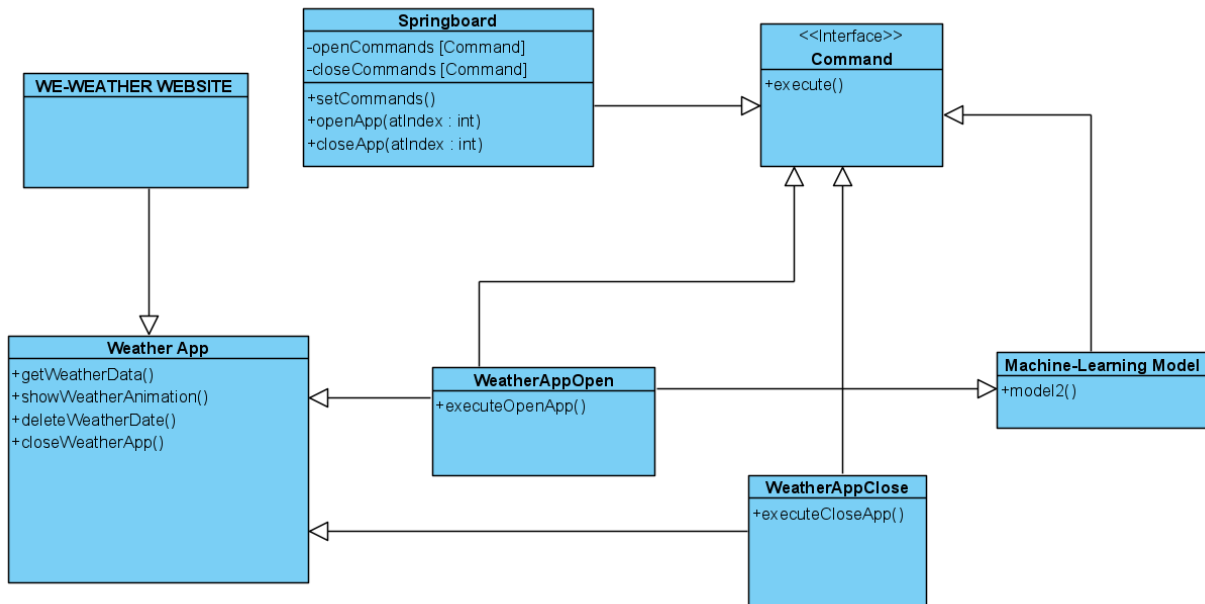 Springboard
-openCommands [Command]
-closeCommands [Command]
+setCommands()
+openApp(atIndex : int)
+closeApp(atIndex : int)
<<Interface>>
Command
+execute()
WE-WEATHER WEBSITE
Weather App
+getWeatherData()
+showWeatherAnimation()
+deleteWeatherDate()
+closeWeatherApp()
WeatherAppOpen
+executeOpenApp()
Machine-Learning Model
+model2()
WeatherAppClose
+executeCloseApp()